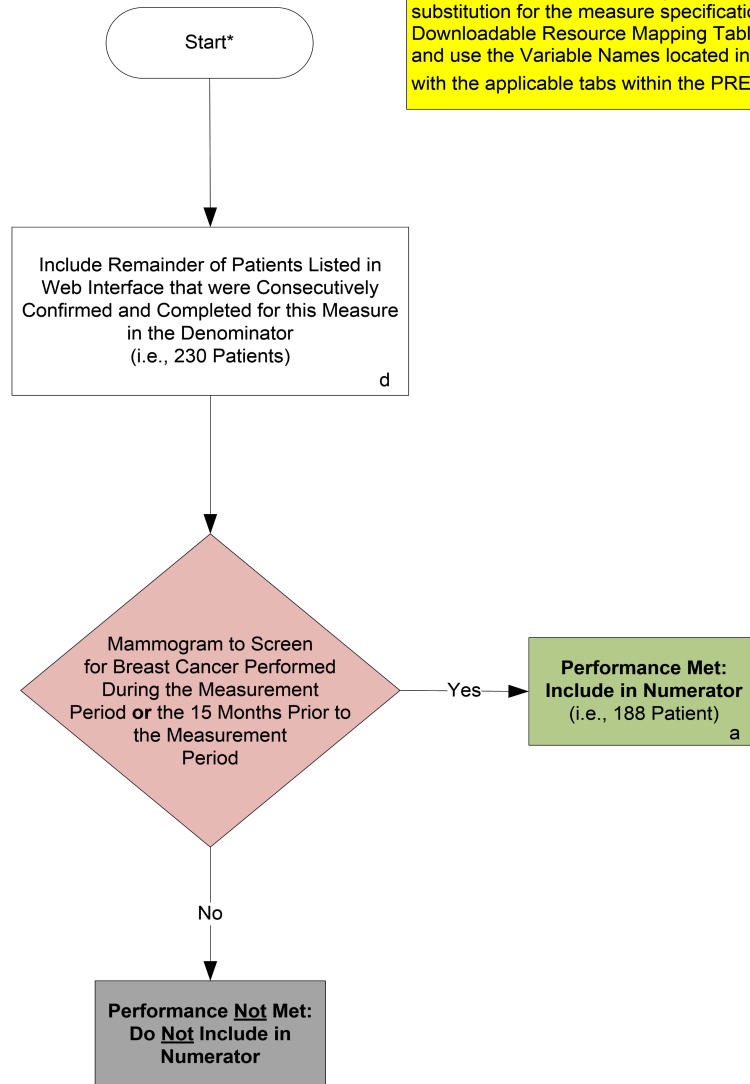 substitution for the measure specificatio
Downloadable Resource Mapping Tabl
and use the Variable Names located in
with the applicable tabs within the PRE
Start*
Include Remainder of Patients Listed in
Web Interface that were Consecutively
Confirmed and Completed for this Measure
in the Denominator
(i.e., 230 Patients)
d
Mammogram to Screen
for Breast Cancer Performed
During the Measurement
Period or the 15 Months Prior to
the Measurement
Period
Yes
Performance Met:
Include in Numerator
(i.e., 188 Patient)
a
No
Performance Not Met:
Do Not Include in
Numerator